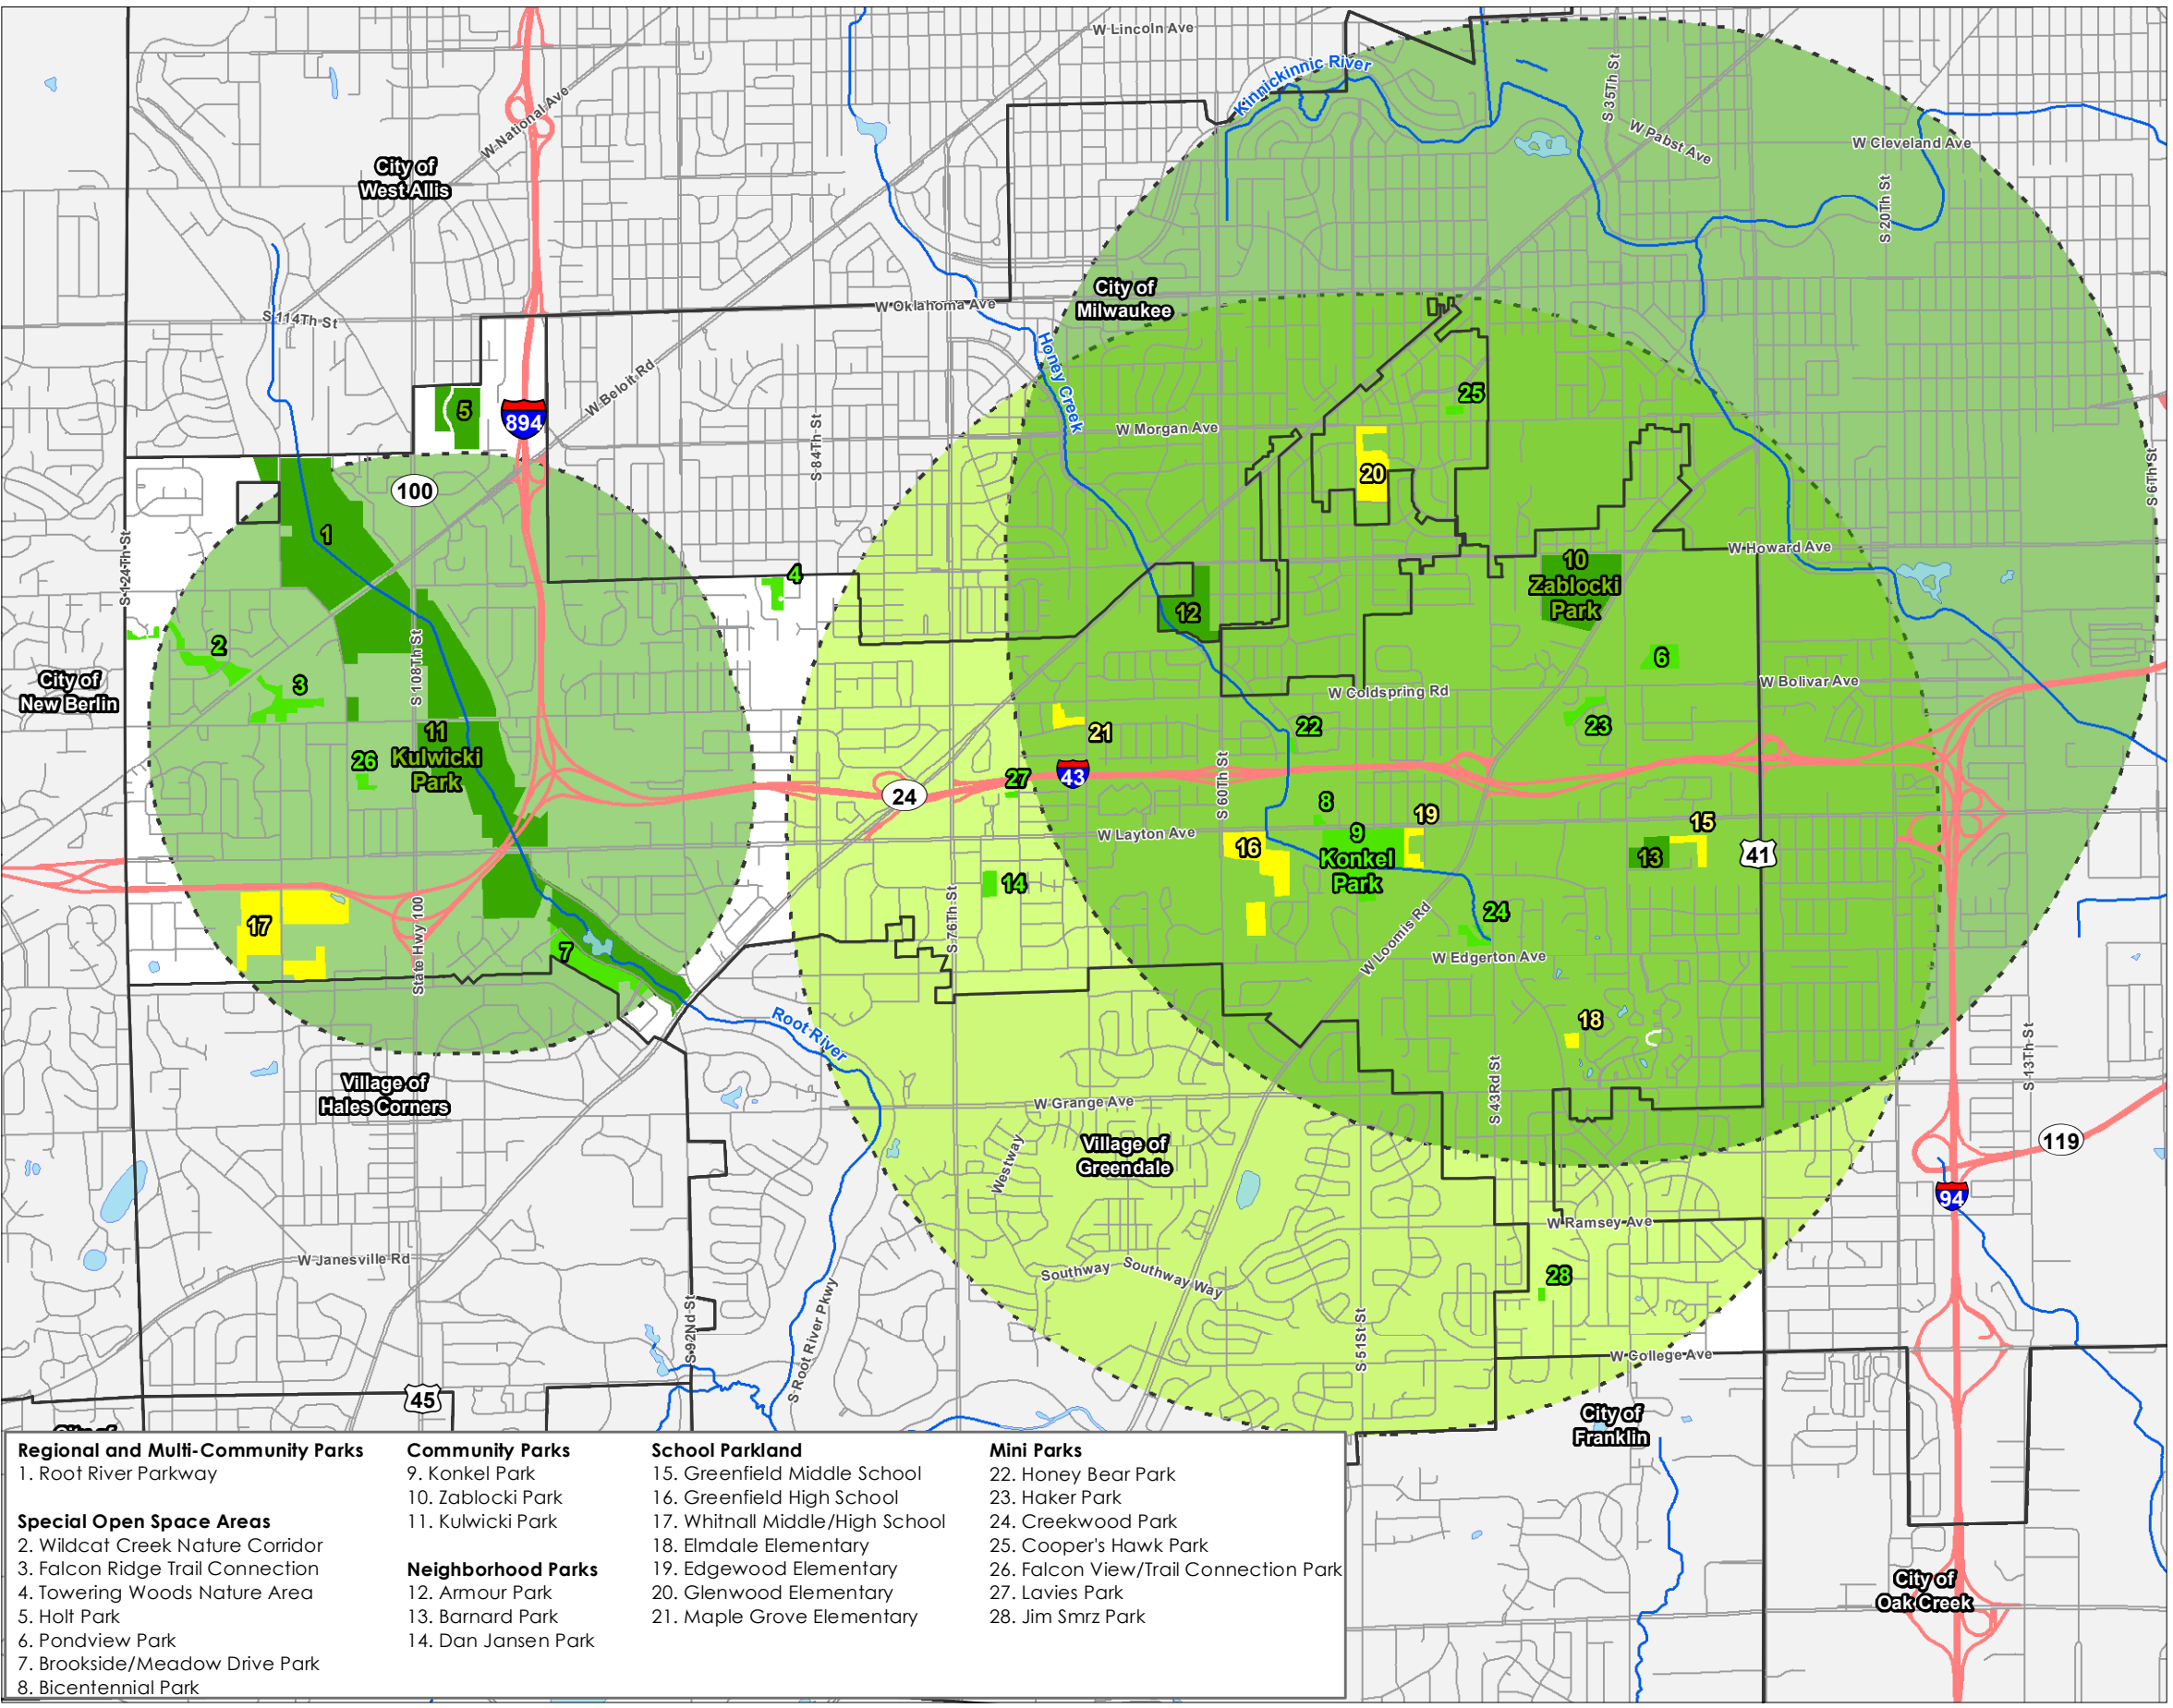 W Lincoln Ave
Kinnickinnic River
S 35Th St
W Pabst Ave
W Cleveland Ave
S 20Th St
W National Ave
City of
West Allis
City of
Milwaukee
W Oklahoma Ave
S 114Th St
Honey Creek
W Beloit Rd
5
894
25
W Morgan Ave
S 84Th St
20
S 6Th St
100
1
W Howard Ave
S 124Th St
4
10
Zablocki
Park
12
2
3
S 108Th St
6
City of
New Berlin
W Bolivar Ave
W Coldspring Rd
22
23
21
11
Kulwicki
Park
26
27
43
24
S 60Th St
8
19
15
W Layton Ave
16
9
Konkel
Park
13
41
14
24
17
State Hwy 100
S 76Th St
7
W Loomis Rd
W Edgerton Ave
18
Root River
S 13Th St
S 43Rd St
Village of
Hales Corners
W Grange Ave
Village of
Greendale
Westway
119
94
W Ramsey Ave
W Janesville Rd
Southway
Southway Way
28
S 92Nd St
S Root River Pkwy
S 51St St
W College Ave
45
City of
Franklin
City of
Oak Creek
Regional and Multi-Community Parks
1. Root River Parkway
Special Open Space Areas
2. Wildcat Creek Nature Corridor
3. Falcon Ridge Trail Connection
4. Towering Woods Nature Area
5. Holt Park
6. Pondview Park
7. Brookside/Meadow Drive Park
8. Bicentennial Park
Community Parks
9. Konkel Park
10. Zablocki Park
11. Kulwicki Park
Neighborhood Parks
12. Armour Park
13. Barnard Park
14. Dan Jansen Park
School Parkland
15. Greenfield Middle School
16. Greenfield High School
17. Whitnall Middle/High School
18. Elmdale Elementary
19. Edgewood Elementary
20. Glenwood Elementary
21. Maple Grove Elementary
Mini Parks
22. Honey Bear Park
23. Haker Park
24. Creekwood Park
25. Cooper's Hawk Park
26. Falcon View/Trail Connection Park
27. Lavies Park
28. Jim Smrz Park